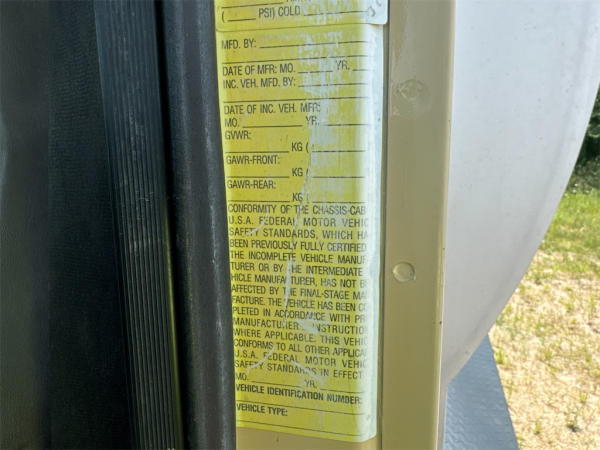 ( PSI) COLD
MFD. BY:
DATE OF MFR: MO. YR.
INC. VEH. MFD. BY:
DATE OF INC. VEH. MFR:
MO. YR.
GVWR:
KG (
GAWR-FRONT:
KG (
GAWR-REAR:
KG (
CONFORMITY OF THE CHASSIS-CAB
U.S.A. FEDERAL MOTOR VEHIC
SAFETY STANDARDS, WHICH HA
BEEN PREVIOUSLY FULLY CERTIFIED
THE INCOMPLETE VEHICLE MANUF
TURER OR BY THE INTERMEDIATE
HICLE MANUFACTURER, HAS NOT B
AFFECTED BY THE FINAL-STAGE MA
FACTURE. THE VEHICLE HAS BEEN CO
PLETED IN ACCORDANCE WITH PR
MANUFACTURER INSTRUCTION
WHERE APPLICABLE. THIS VEHIC
CONFORMS TO ALL OTHER APPLICA
U.S.A. FEDERAL MOTOR VEHIC
SAFETY STANDARDS IN EFFECT
MO. YR.
VEHICLE IDENTIFICATION NUMBER:
VEHICLE TYPE: